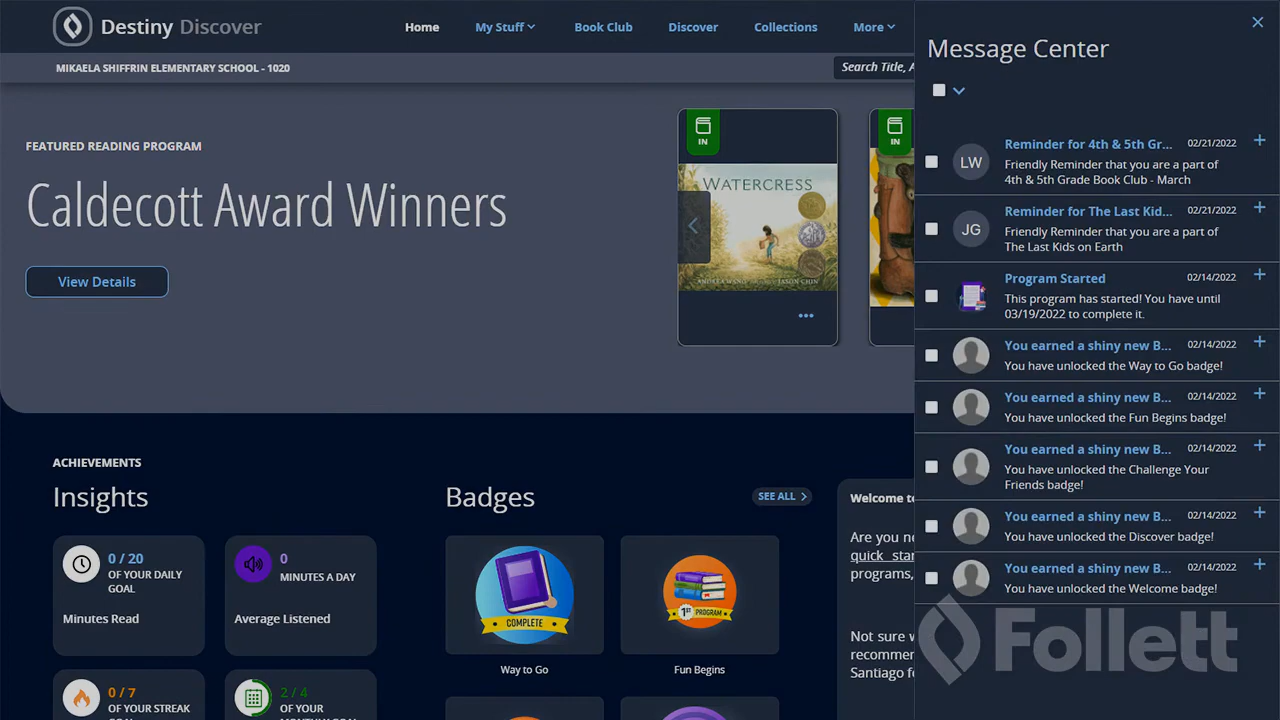 Destiny Discover
Home
My Stuff
Book Club
Discover
Collections
More
MIKAELA SHIFFRIN ELEMENTARY SCHOOL - 1020
Search Title, A
FEATURED READING PROGRAM
Caldecott Award Winners
View Details
IN
WATERCRESS
ANDREA WANG
JASON CHIN
IN
ACHIEVEMENTS
Insights
0 / 20
OF YOUR DAILY
GOAL
Minutes Read
0
MINUTES A DAY
Average Listened
0 / 7
OF YOUR STREAK
2 / 4
OF YOUR
Badges
SEE ALL
COMPLETE
Way to Go
1ST
PROGRAM
Fun Begins
Welcome to
Are you ne
quick star
programs,
Not sure w
recommen
Santiago fo
Message Center
LW
Reminder for 4th & 5th Gr...
02/21/2022
Friendly Reminder that you are a part of
4th & 5th Grade Book Club - March
JG
Reminder for The Last Kid...
02/21/2022
Friendly Reminder that you are a part of
The Last Kids on Earth
Program Started
02/14/2022
This program has started! You have until
03/19/2022 to complete it.
You earned a shiny new B...
02/14/2022
You have unlocked the Way to Go badge!
You earned a shiny new B...
02/14/2022
You have unlocked the Fun Begins badge!
You earned a shiny new B...
02/14/2022
You have unlocked the Challenge Your
Friends badge!
You earned a shiny new B...
02/14/2022
You have unlocked the Discover badge!
You earned a shiny new B...
02/14/2022
You have unlocked the Welcome badge!
Follett